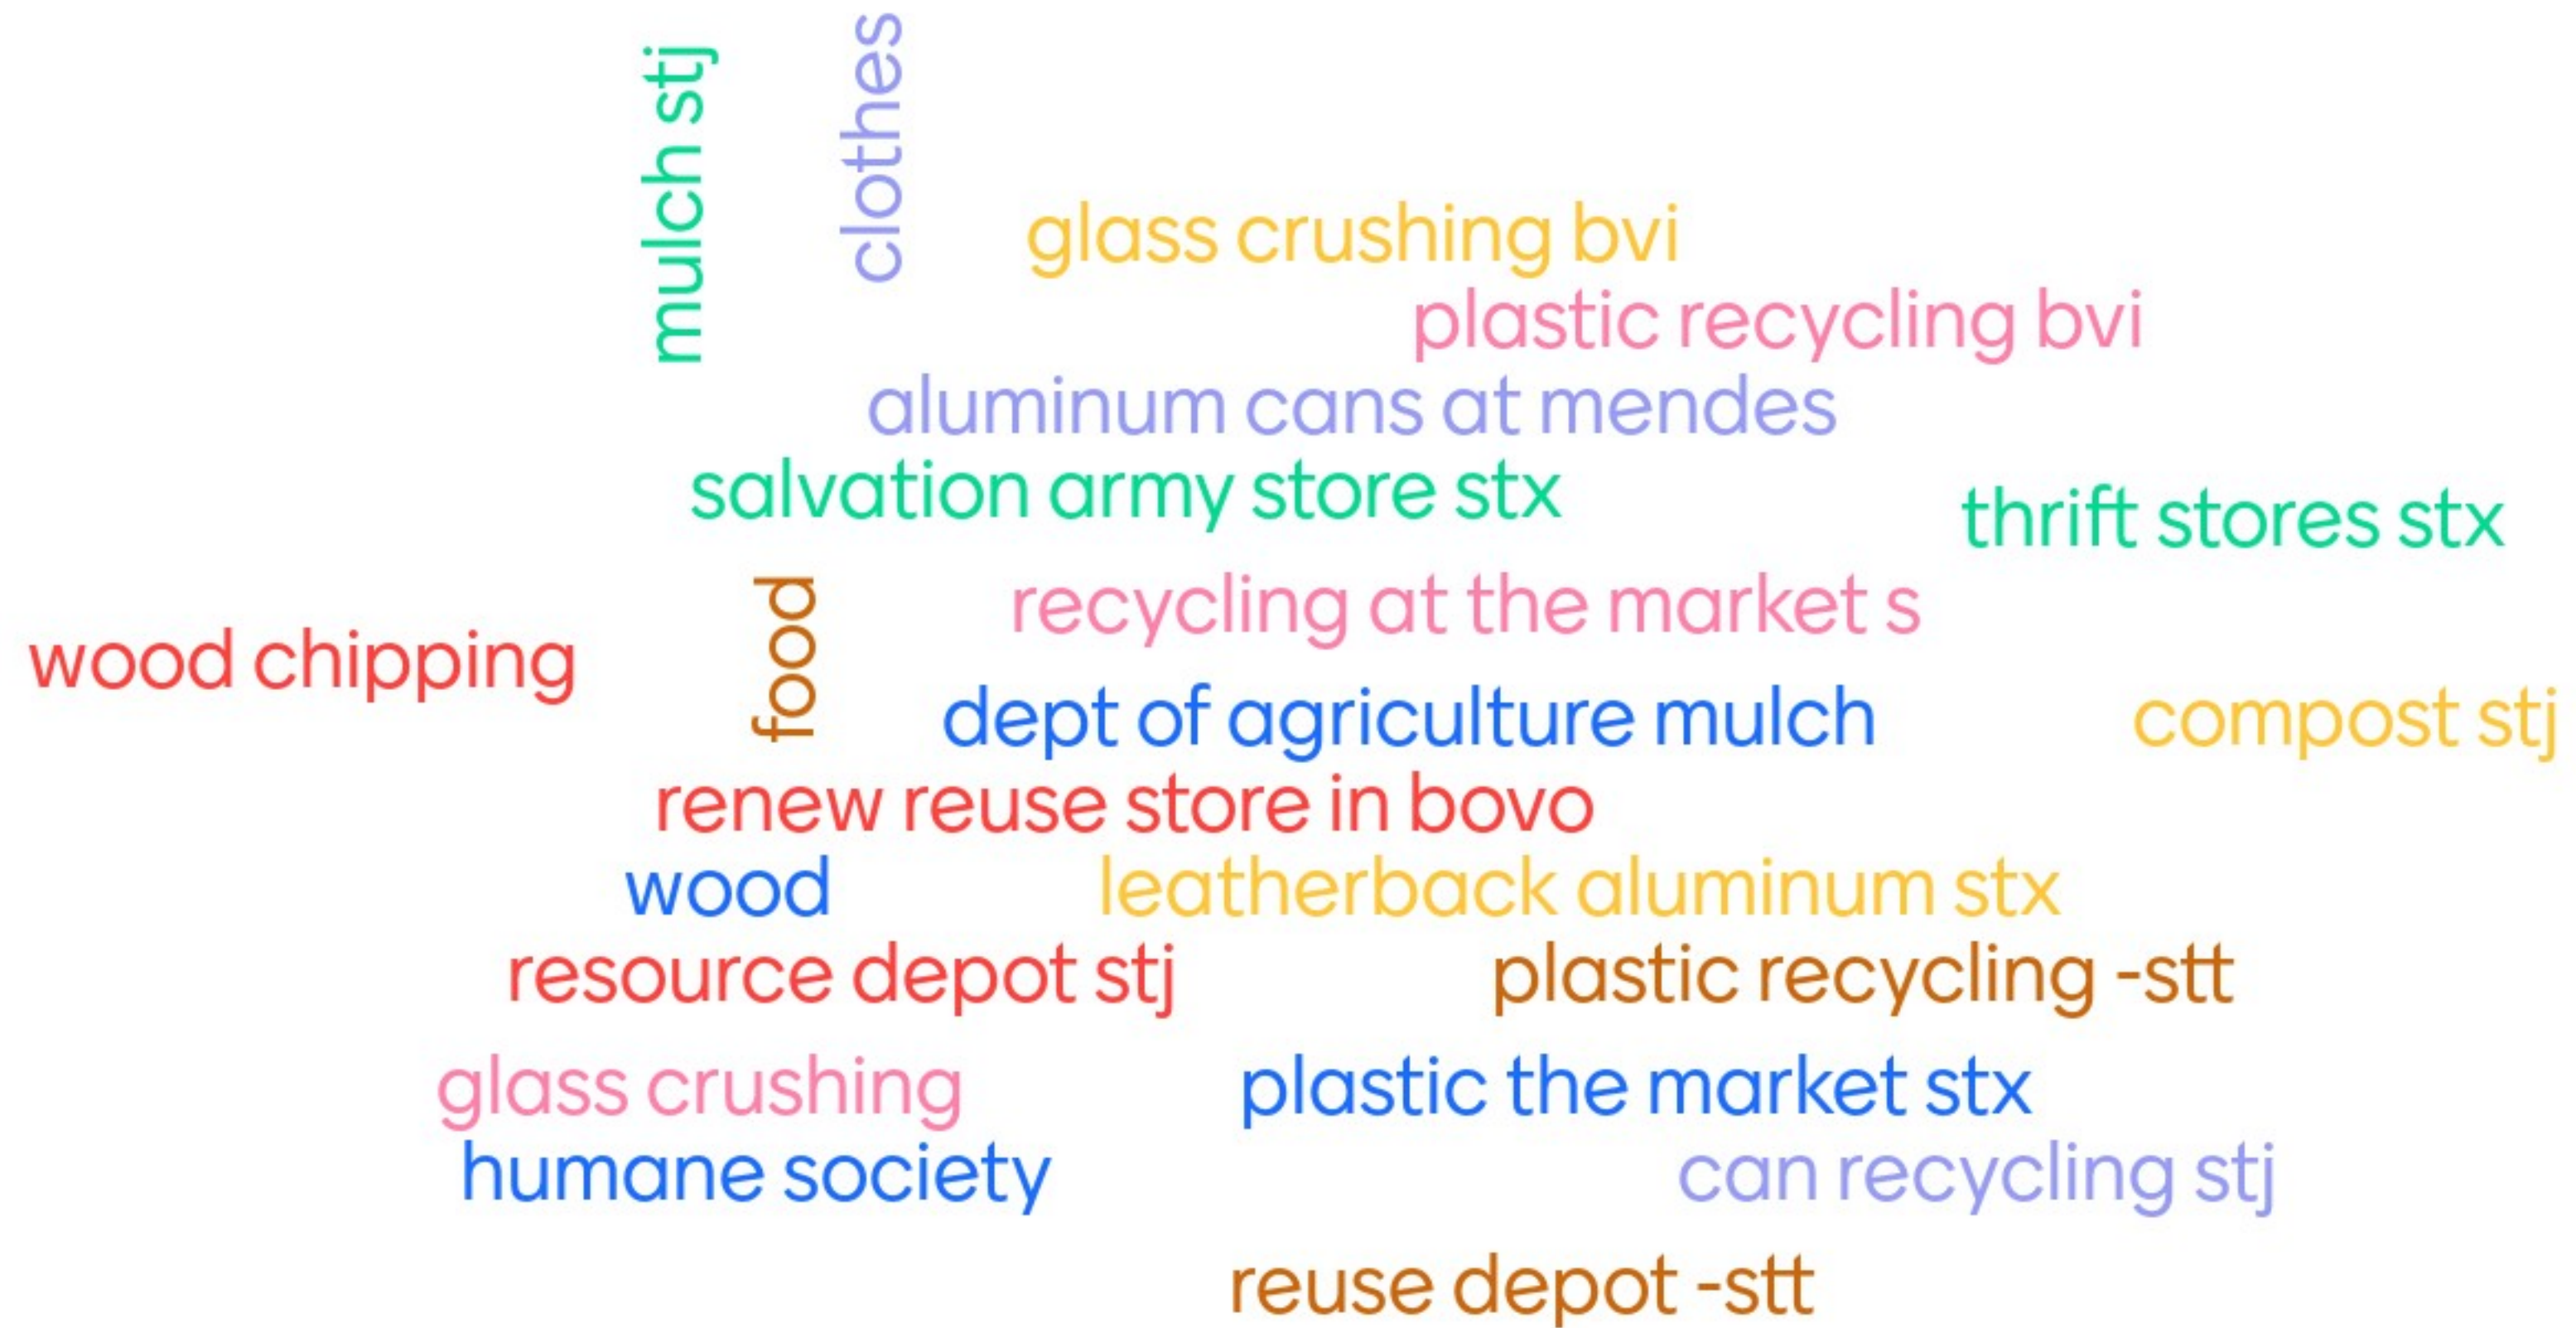 mulch stj
clothes
glass crushing bvi
plastic recycling bvi
aluminum cans at mendes
salvation army store stx
thrift stores stx
food
recycling at the market s
wood chipping
dept of agriculture mulch
compost stj
renew reuse store in bovo
wood
leatherback aluminum stx
resource depot stj
plastic recycling -stt
glass crushing
plastic the market stx
humane society
can recycling stj
reuse depot -stt